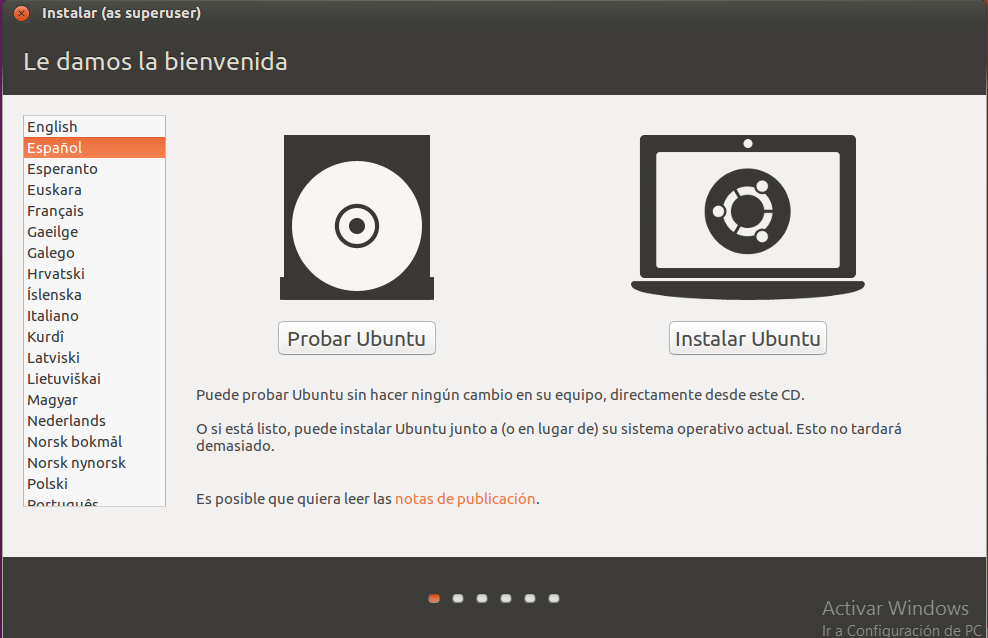 Instalar (as superuser)
Le damos la bienvenida
English
Español
Esperanto
Euskara
Français
Gaeilge
Galego
Hrvatski
Íslenska
Italiano
Kurdî
Latviski
Lietuviškai
Magyar
Nederlands
Norsk bokmål
Norsk nynorsk
Polski
Português
Probar Ubuntu
Instalar Ubuntu
Puede probar Ubuntu sin hacer ningún cambio en su equipo, directamente desde este CD.
O si está listo, puede instalar Ubuntu junto a (o en lugar de) su sistema operativo actual. Esto no tardará
demasiado.
Es posible que quiera leer las notas de publicación.
Activar Windows
Ir a Configuración de PC